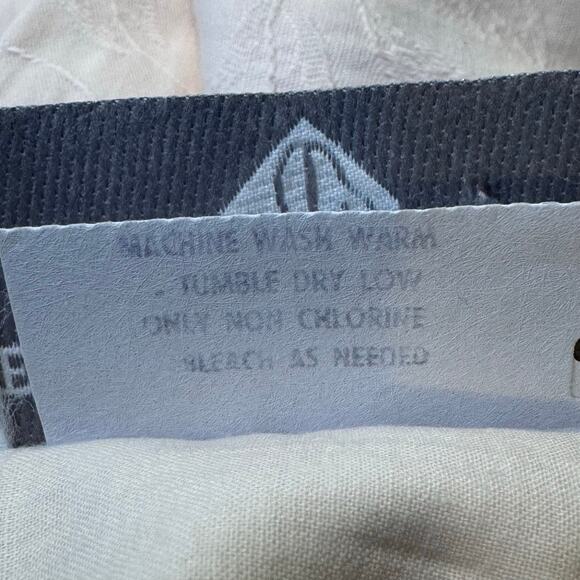 MACHINE WASH WARM
TUMBLE DRY LOW
ONLY NON CHLORINE
BLEACH AS NEEDED